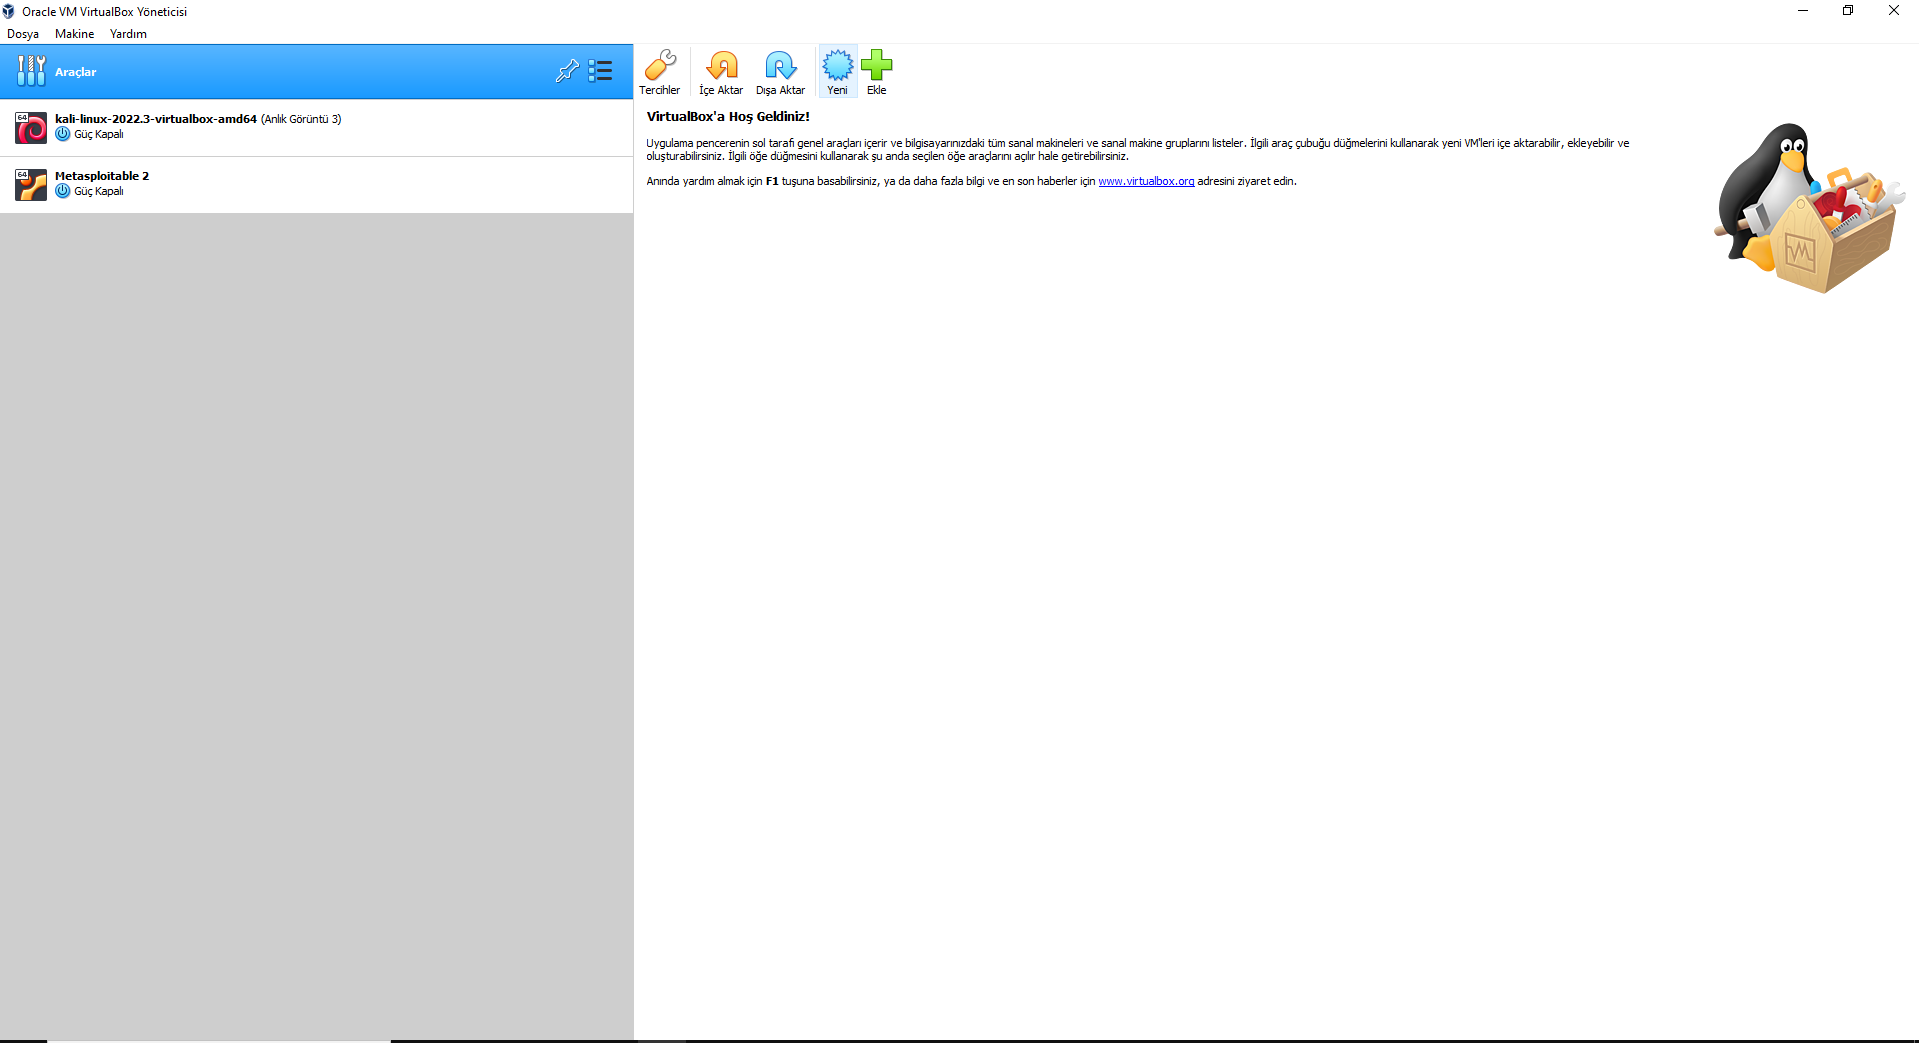 Oracle VM VirtualBox Yöneticisi
Dosya Makine Yardım
Araçlar
Tercihler İçe Aktar Dışa Aktar Yeni Ekle
64 kali-linux-2022.3-virtualbox-amd64 (Anlık Görüntü 3)
Güç Kapalı
64 Metasploitable 2
Güç Kapalı
VirtualBox'a Hoş Geldiniz!
Uygulama pencerenin sol tarafı genel araçları içerir ve bilgisayarınızdaki tüm sanal makineleri ve sanal makine gruplarını listeler. İlgili araç çubuğu düğmelerini kullanarak yeni VM'leri içe aktarabilir, ekleyebilir ve
oluşturabilirsiniz. İlgili öğe düğmesini kullanarak şu anda seçilen öğe araçlarını açılır hale getirebilirsiniz.
Anında yardım almak için F1 tuşuna basabilirsiniz, ya da daha fazla bilgi ve en son haberler için www.virtualbox.org adresini ziyaret edin.
VM